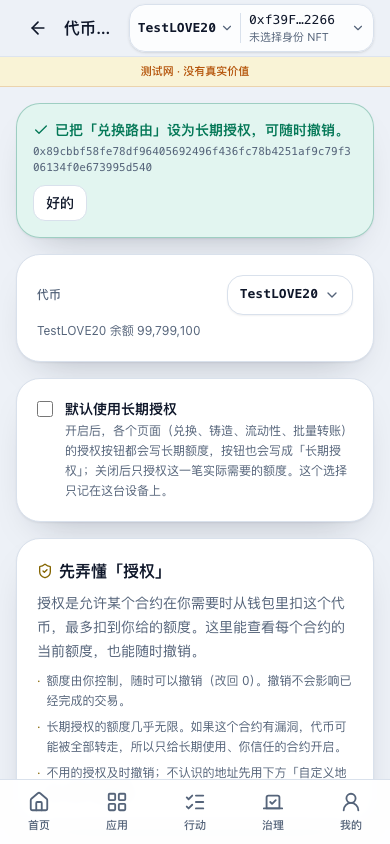 代币...
TestLOVE20
0xf39F…2266
未选择身份 NFT
测试网 · 没有真实价值
已把「兑换路由」设为长期授权，可随时撤销。
0x89cbbf58fe78df96405692496f436fc78b4251af9c79f3
06134f0e673995d540
好的
代币
TestLOVE20
TestLOVE20 余额 99,799,100
默认使用长期授权
开启后，各个页面（兑换、铸造、流动性、批量转账）
的授权按钮都会写长期额度，按钮也会写成「长期授
权」；关闭后只授权这一笔实际需要的额度。这个选择
只记在这台设备上。
先弄懂「授权」
授权是允许某个合约在你需要时从钱包里扣这个代
币，最多扣到你给的额度。这里能查看每个合约的
当前额度，也能随时撤销。
· 额度由你控制，随时可以撤销（改回 0）。撤销不会影响已
经完成的交易。
· 长期授权的额度几乎无限。如果这个合约有漏洞，代币可
能被全部转走，所以只给长期使用、你信任的合约开启。
· 不用的授权及时撤销；不认识的地址先用下方「自定义地
首页
应用
行动
治理
我的